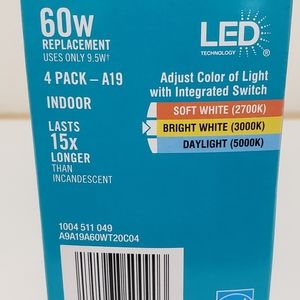 60w
REPLACEMENT
USES ONLY 9.5W†
4 PACK – A19
INDOOR
LASTS
15x
LONGER
THAN
INCANDESCENT
LED
TECHNOLOGY ®
Adjust Color of Light
with Integrated Switch
SOFT WHITE (2700K)
BRIGHT WHITE (3000K)
DAYLIGHT (5000K)
1004 511 049
A9A19A60WT20C04